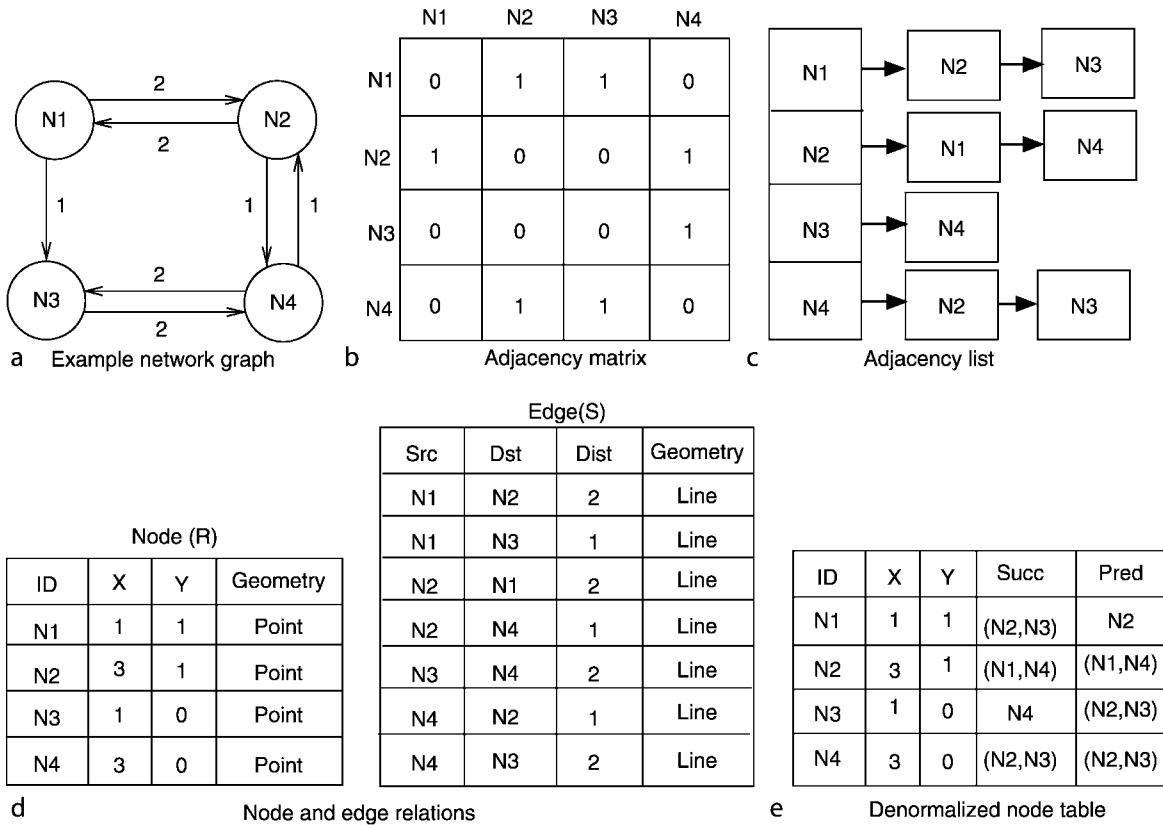 N1 N2 N3 N4
N1 0 1 1 0
N2 1 0 0 1
N3 0 0 0 1
N4 0 1 1 0
N1 2 N2
2
1 1 1
N3 2 N4
2
N1 N2 N3
N2 N1 N4
N3 N4
N4 N2 N3
a Example network graph
b Adjacency matrix
c Adjacency list
Node (R)
ID X Y Geometry
N1 1 1 Point
N2 3 1 Point
N3 1 0 Point
N4 3 0 Point
Edge(S)
Src Dst Dist Geometry
N1 N2 2 Line
N1 N3 1 Line
N2 N1 2 Line
N2 N4 1 Line
N3 N4 2 Line
N4 N2 1 Line
N4 N3 2 Line
d Node and edge relations
ID X Y Succ Pred
N1 1 1 (N2,N3) N2
N2 3 1 (N1,N4) (N1,N4)
N3 1 0 N4 (N2,N3)
N4 3 0 (N2,N3) (N2,N3)
e Denormalized node table